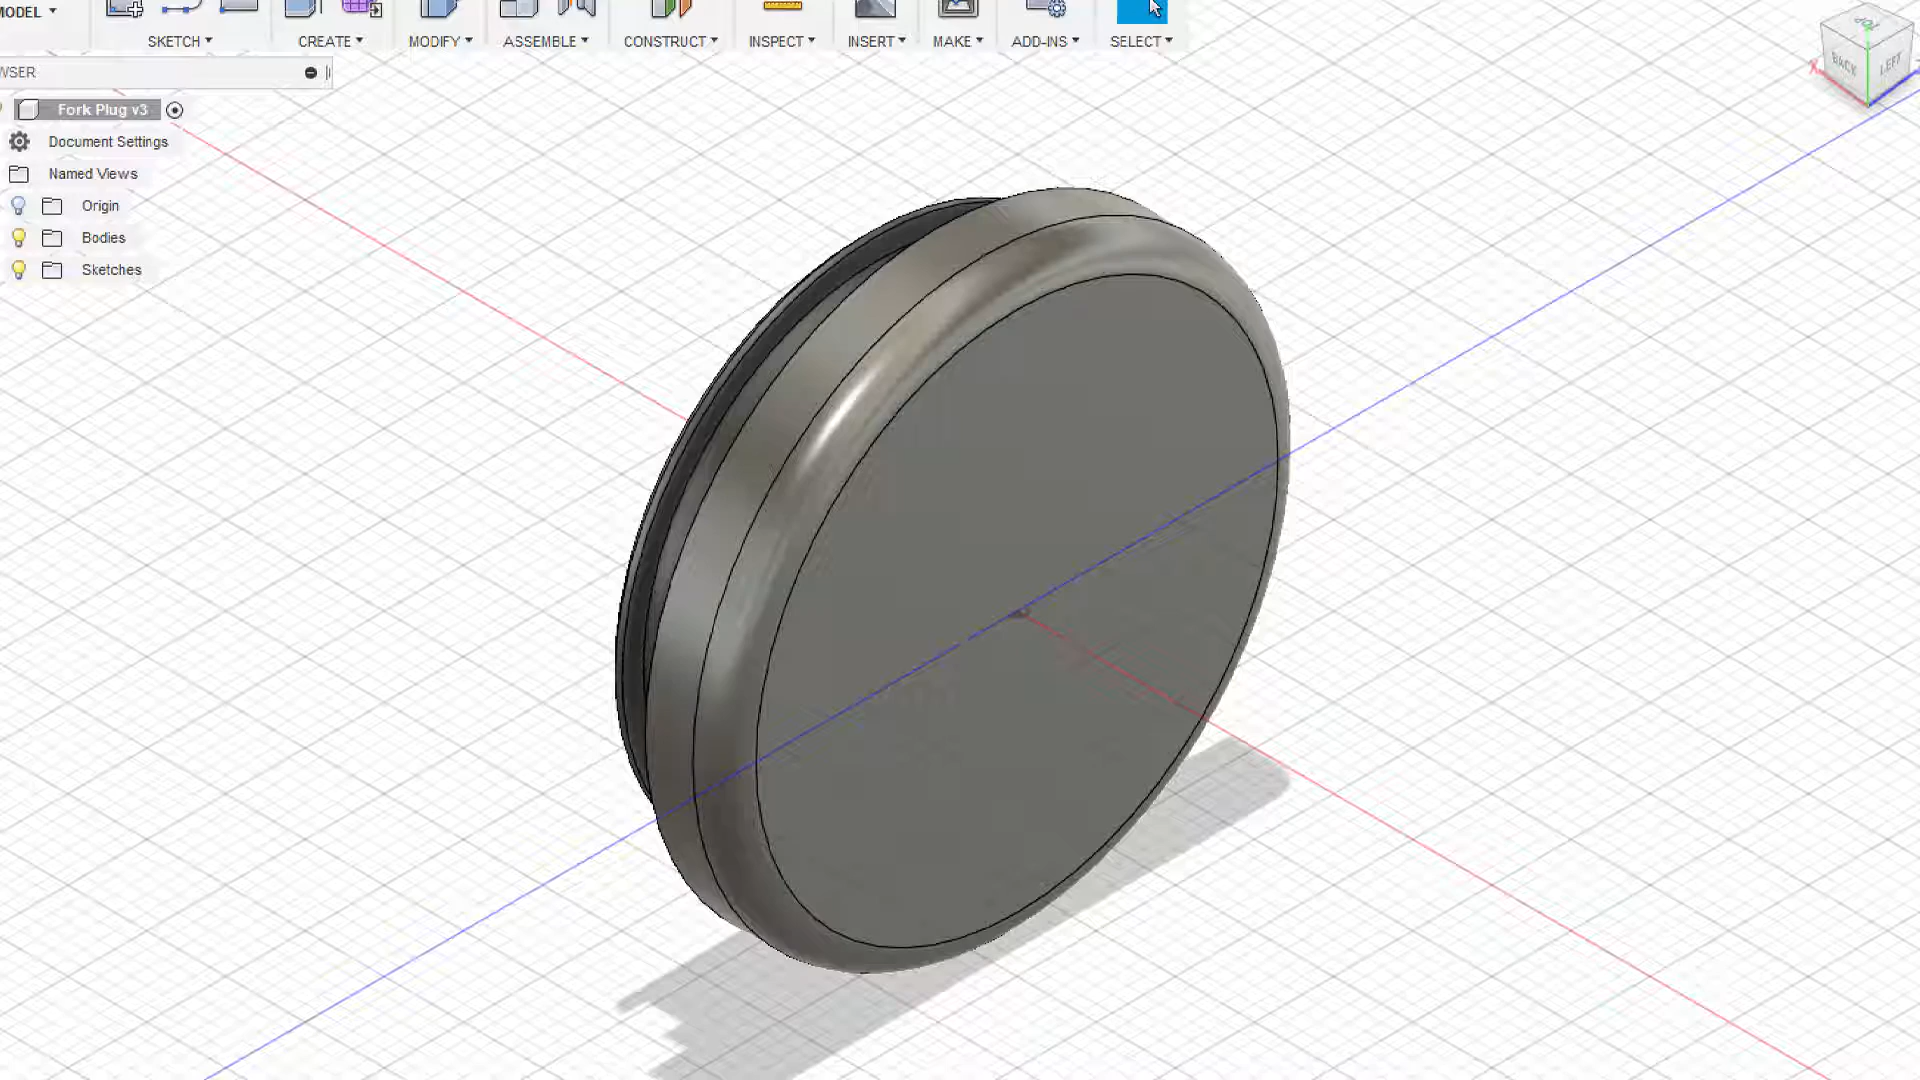 MODEL
SKETCH CREATE MODIFY ASSEMBLE CONSTRUCT INSPECT INSERT MAKE ADD-INS SELECT
WSER
Fork Plug v3
Document Settings
Named Views
Origin
Bodies
Sketches
TOP
BACK LEFT
X